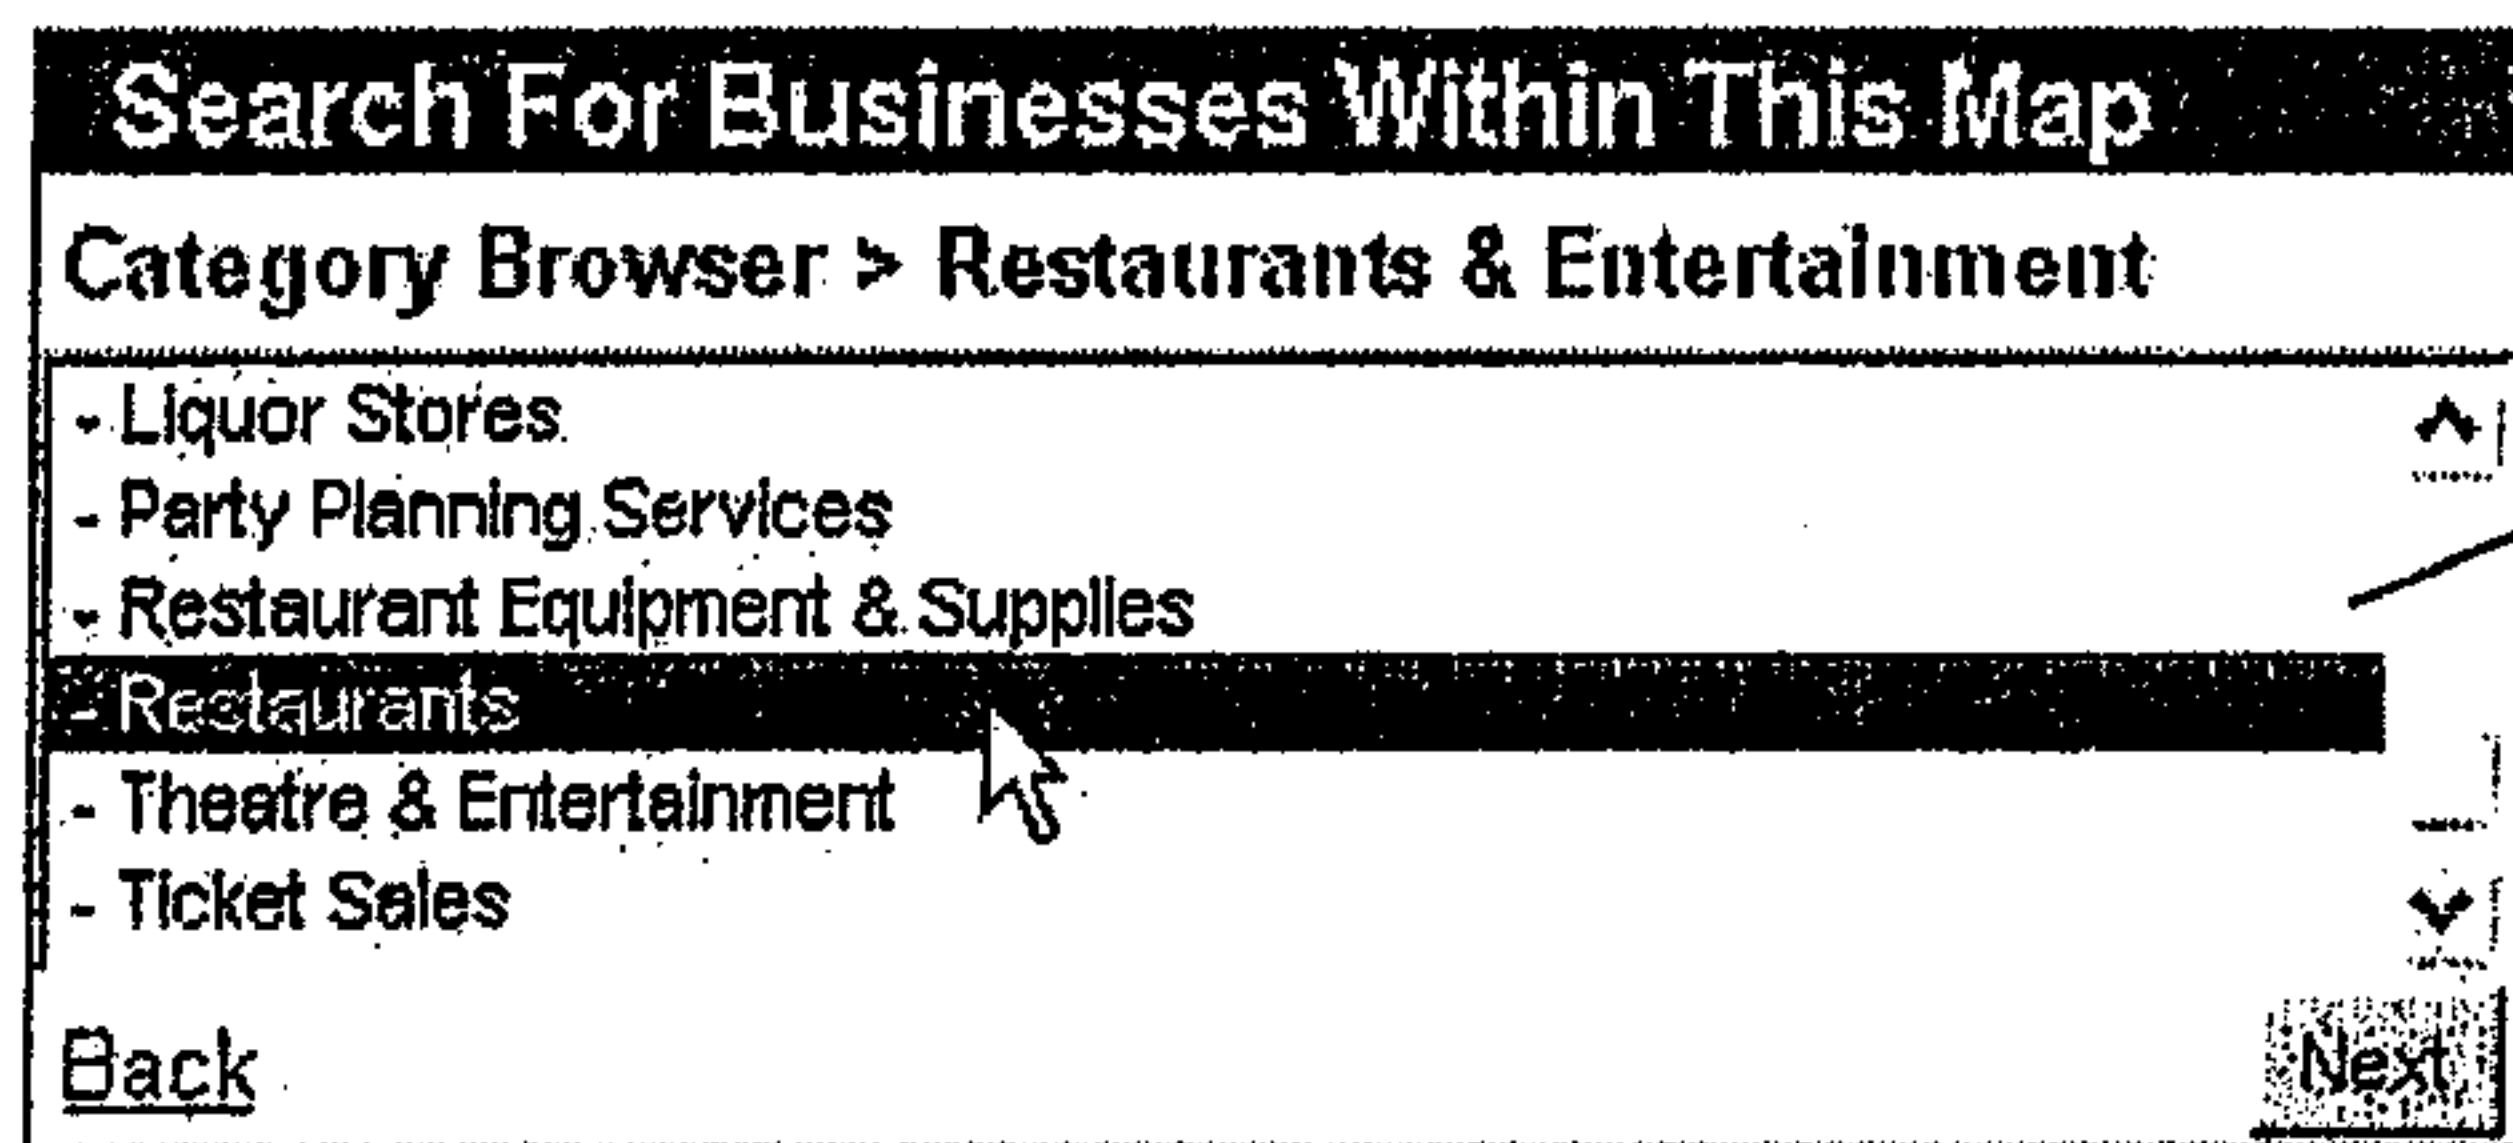 Search For Businesses Within This Map
Category Browser > Restaurants & Entertainment
- Liquor Stores
- Party Planning Services
- Restaurant Equipment & Supplies
- Restaurants
- Theatre & Entertainment
- Ticket Sales
Back
Next